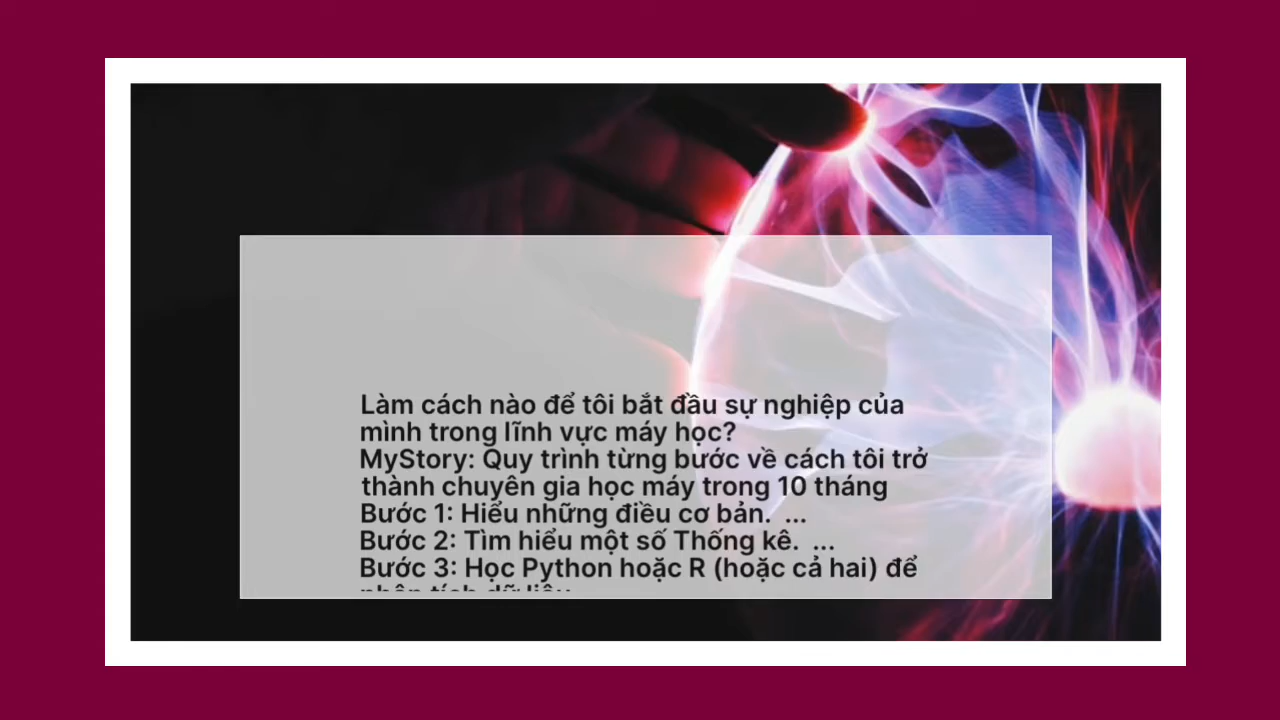 Làm cách nào để tôi bắt đầu sự nghiệp của
mình trong lĩnh vực máy học?
MyStory: Quy trình từng bước về cách tôi trở
thành chuyên gia học máy trong 10 tháng
Bước 1: Hiểu những điều cơ bản. ...
Bước 2: Tìm hiểu một số Thống kê. ...
Bước 3: Học Python hoặc R (hoặc cả hai) để